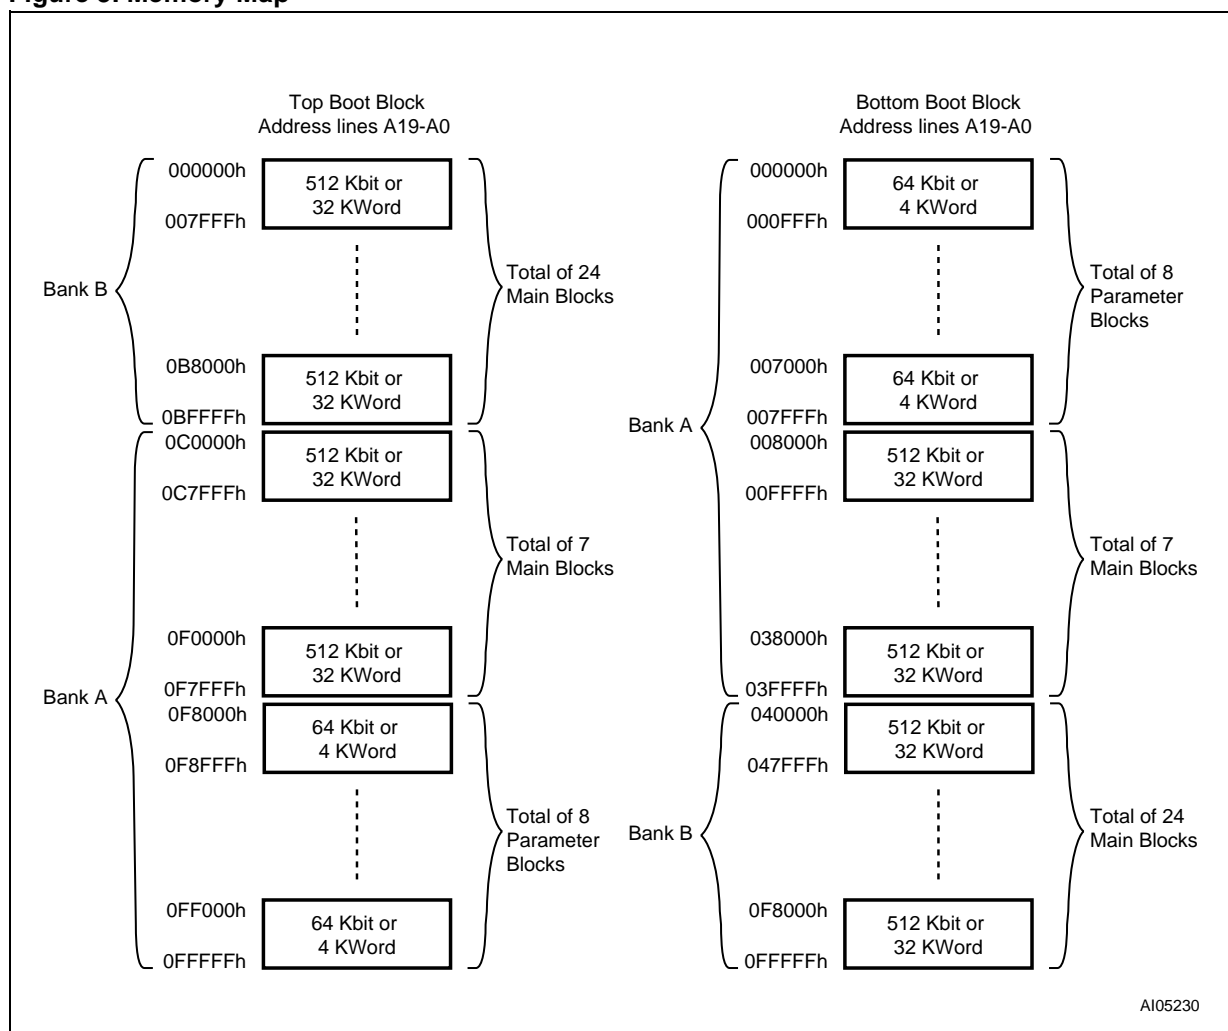 Figure 3. Memory Map
Top Boot Block
Address lines A19-A0
000000h
512 Kbit or
32 KWord
007FFFh
Bank B
Total of 24
Main Blocks
0B8000h
512 Kbit or
32 KWord
0BFFFFh
0C0000h
512 Kbit or
32 KWord
0C7FFFh
Total of 7
Main Blocks
0F0000h
512 Kbit or
32 KWord
0F7FFFh
Bank A
0F8000h
64 Kbit or
4 KWord
0F8FFFh
Total of 8
Parameter
Blocks
0FF000h
64 Kbit or
4 KWord
0FFFFFh
Bottom Boot Block
Address lines A19-A0
000000h
64 Kbit or
4 KWord
000FFFh
Total of 8
Parameter
Blocks
007000h
64 Kbit or
4 KWord
007FFFh
Bank A
008000h
512 Kbit or
32 KWord
00FFFFh
Total of 7
Main Blocks
038000h
512 Kbit or
32 KWord
03FFFFh
040000h
512 Kbit or
32 KWord
047FFFh
Bank B
Total of 24
Main Blocks
0F8000h
512 Kbit or
32 KWord
0FFFFFh
AI05230